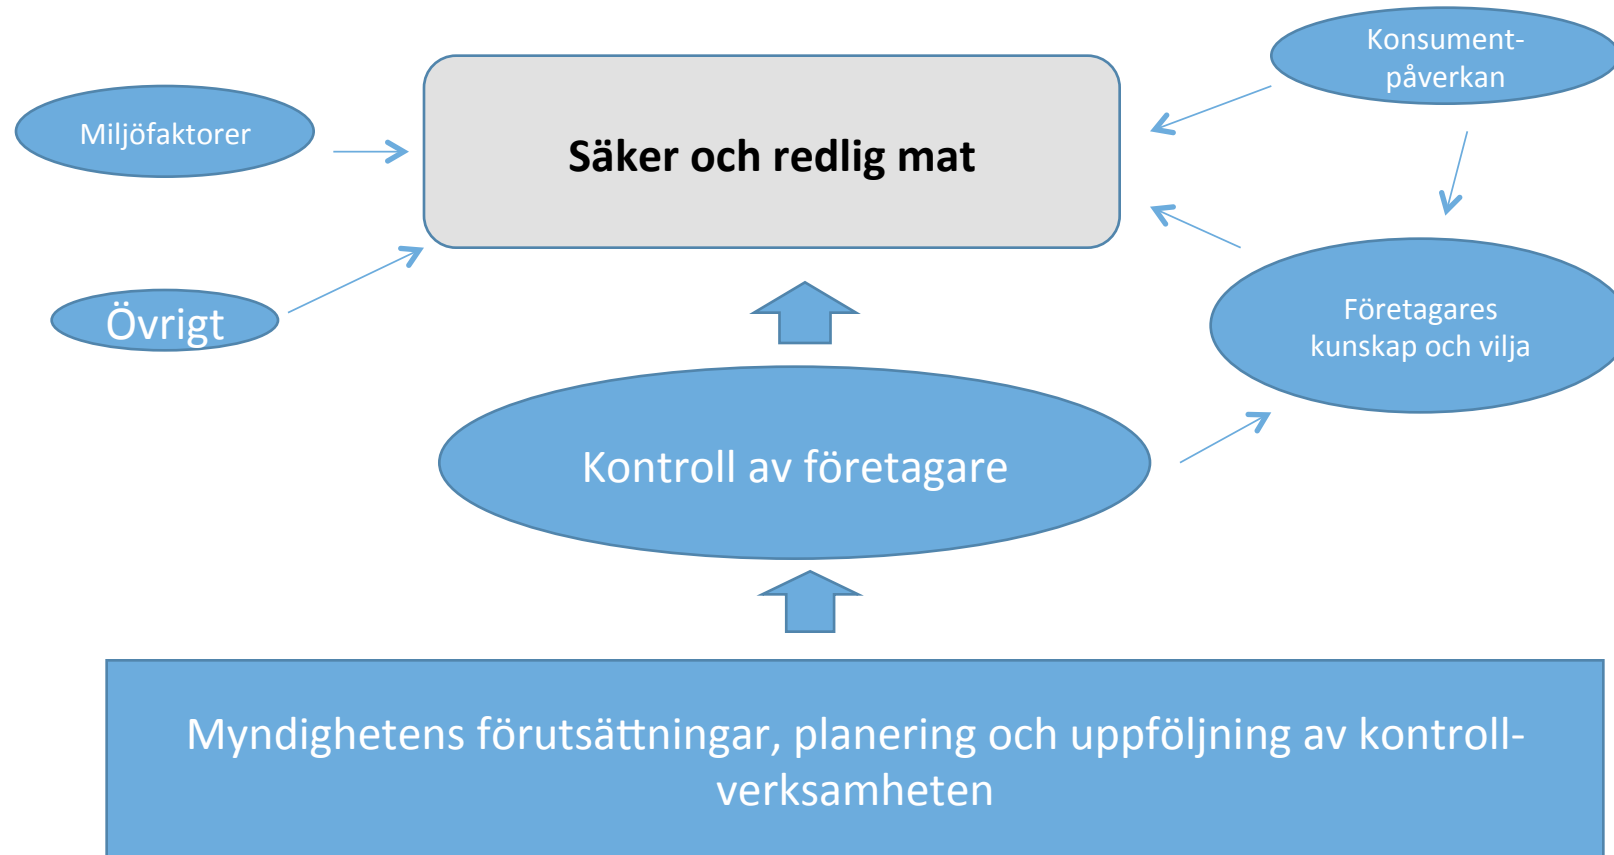 Konsument-
påverkan
Miljöfaktorer
Säker och redlig mat
Övrigt
Företagares
kunskap och vilja
Kontroll av företagare
Myndighetens förutsättningar, planering och uppföljning av kontroll-
verksamheten